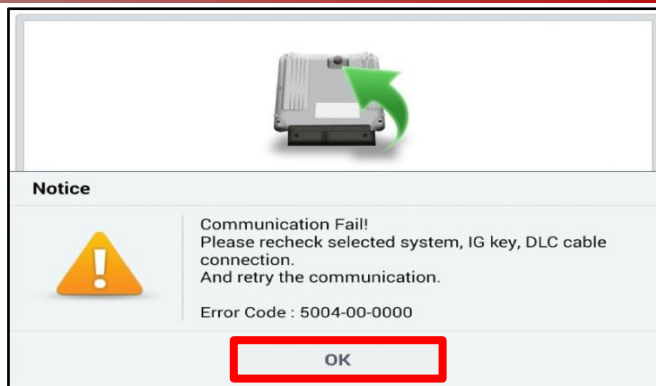 Notice
Communication Fail!
Please recheck selected system, IG key, DLC cable
connection.
And retry the communication.
Error Code : 5004-00-0000
OK